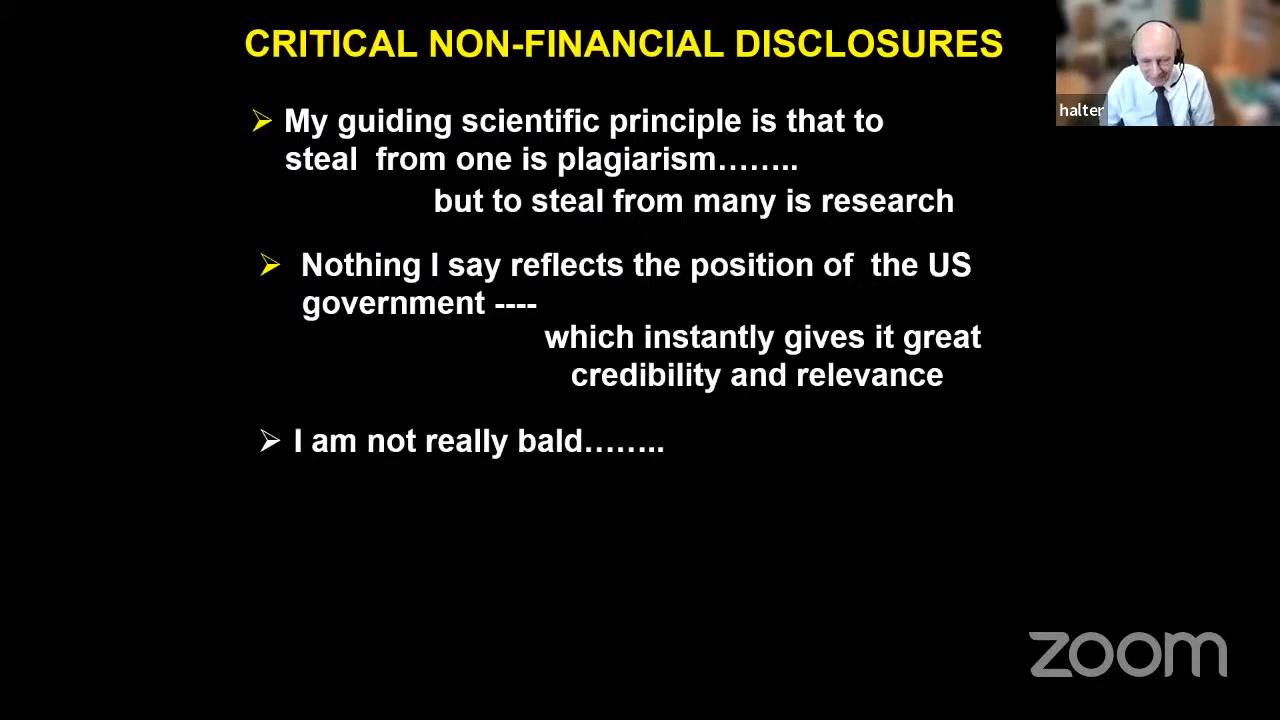 CRITICAL NON-FINANCIAL DISCLOSURES
halter
➢ My guiding scientific principle is that to
steal from one is plagiarism……..
but to steal from many is research
➢ Nothing I say reflects the position of the US
government ----
which instantly gives it great
credibility and relevance
➢ I am not really bald……..
zoom